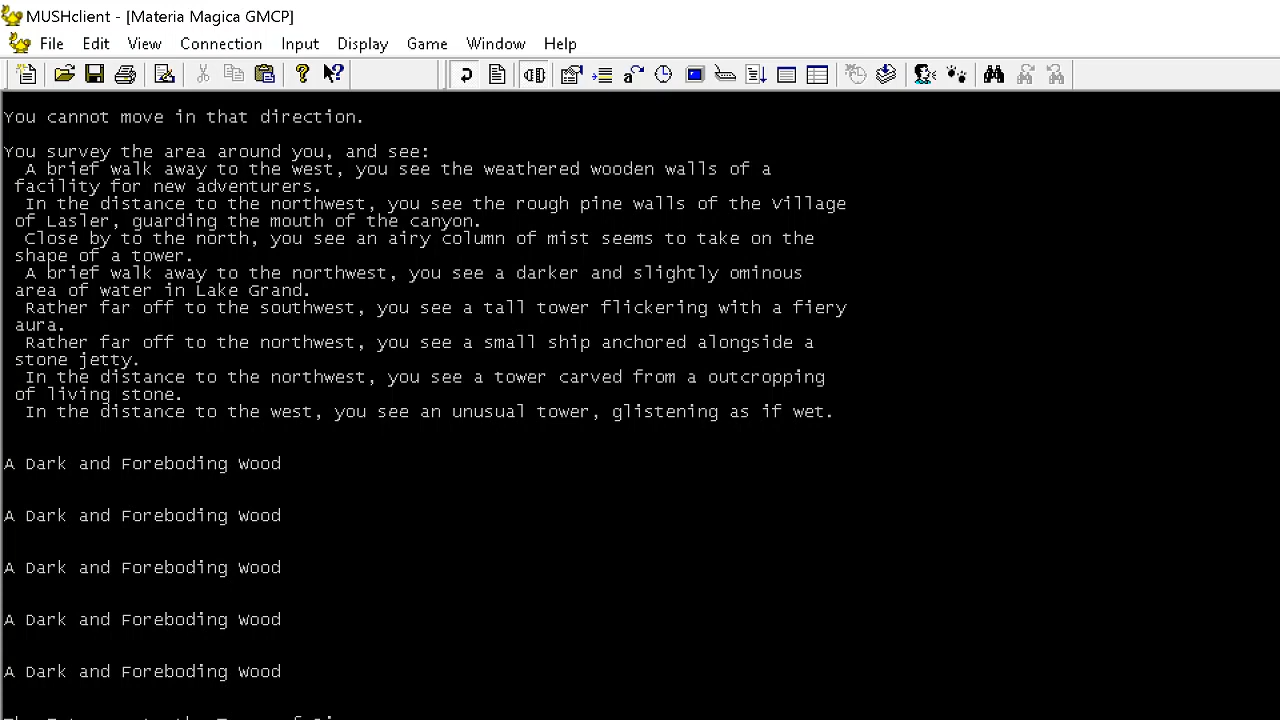 MUSHclient - [Materia Magica GMCP]
File Edit View Connection Input Display Game Window Help
You cannot move in that direction.
You survey the area around you, and see:
A brief walk away to the west, you see the weathered wooden walls of a
facility for new adventurers.
In the distance to the northwest, you see the rough pine walls of the Village
of Lasler, guarding the mouth of the canyon.
Close by to the north, you see an airy column of mist seems to take on the
shape of a tower.
A brief walk away to the northwest, you see a darker and slightly ominous
area of water in Lake Grand.
Rather far off to the southwest, you see a tall tower flickering with a fiery
aura.
Rather far off to the northwest, you see a small ship anchored alongside a
stone jetty.
In the distance to the northwest, you see a tower carved from a outcropping
of living stone.
In the distance to the west, you see an unusual tower, glistening as if wet.
A Dark and Foreboding Wood
A Dark and Foreboding Wood
A Dark and Foreboding Wood
A Dark and Foreboding Wood
A Dark and Foreboding Wood